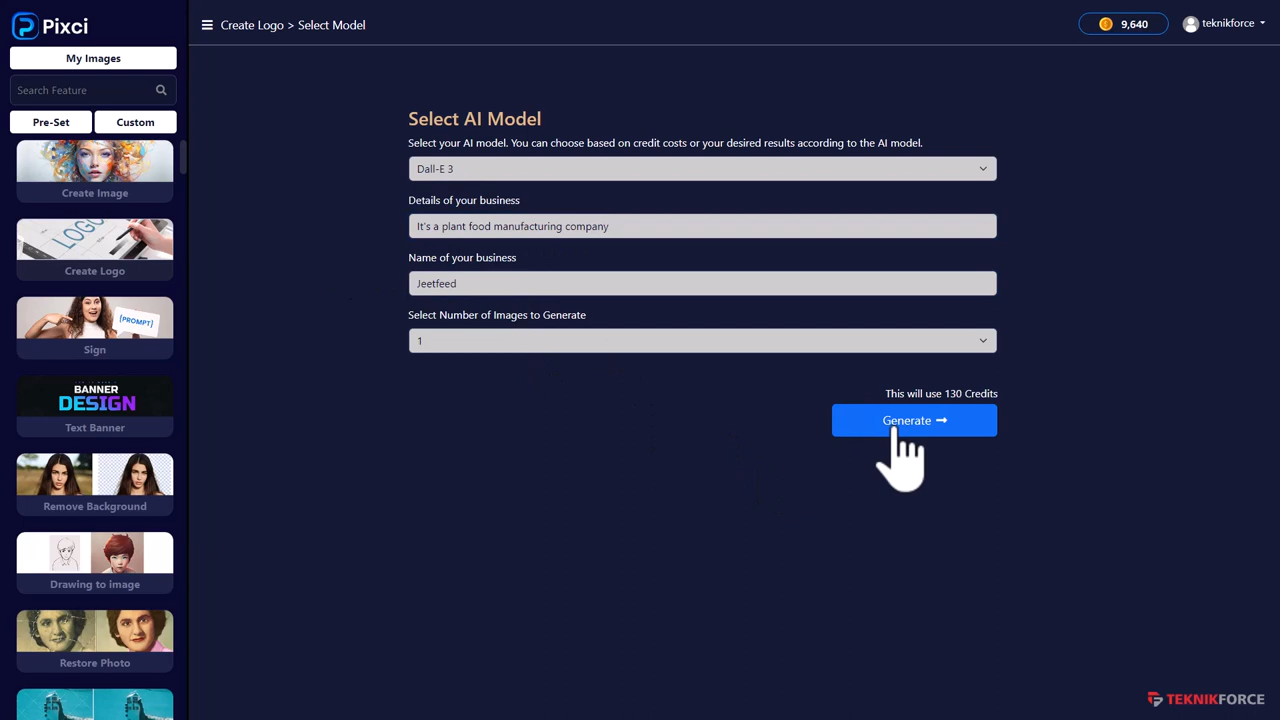 Pixci
My Images
Search Feature
Pre-Set
Custom
Create Image
LOGO
Create Logo
[PROMPT]
Sign
BANNER
DESIGN
Text Banner
Remove Background
Drawing to image
Restore Photo
Create Logo > Select Model
9,640
teknikforce
Select AI Model
Select your AI model. You can choose based on credit costs or your desired results according to the AI model.
Dall-E 3
Details of your business
It's a plant food manufacturing company
Name of your business
Jeetfeed
Select Number of Images to Generate
1
This will use 130 Credits
Generate
TEKNIKFORCE